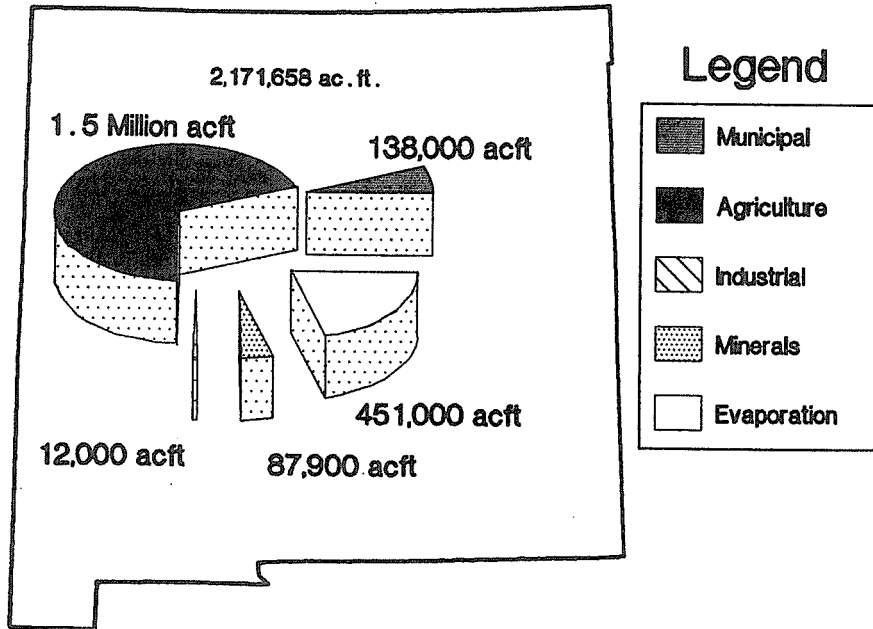 2,171,658 ac.ft.
1.5 Million acft
138,000 acft
451,000 acft
12,000 acft
87,900 acft
Legend
Municipal
Agriculture
Industrial
Minerals
Evaporation